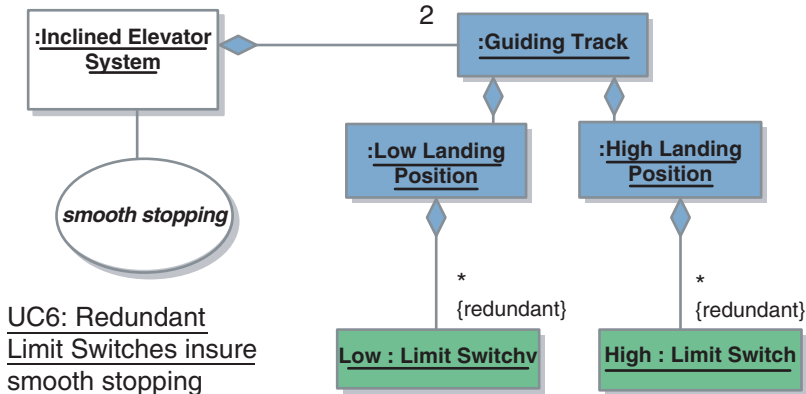 2
:Inclined Elevator
System
:Guiding Track
:Low Landing
Position
:High Landing
Position
smooth stopping
*
{redundant}
*
{redundant}
UC6: Redundant
Limit Switches insure
smooth stopping
Low : Limit Switchv
High : Limit Switch